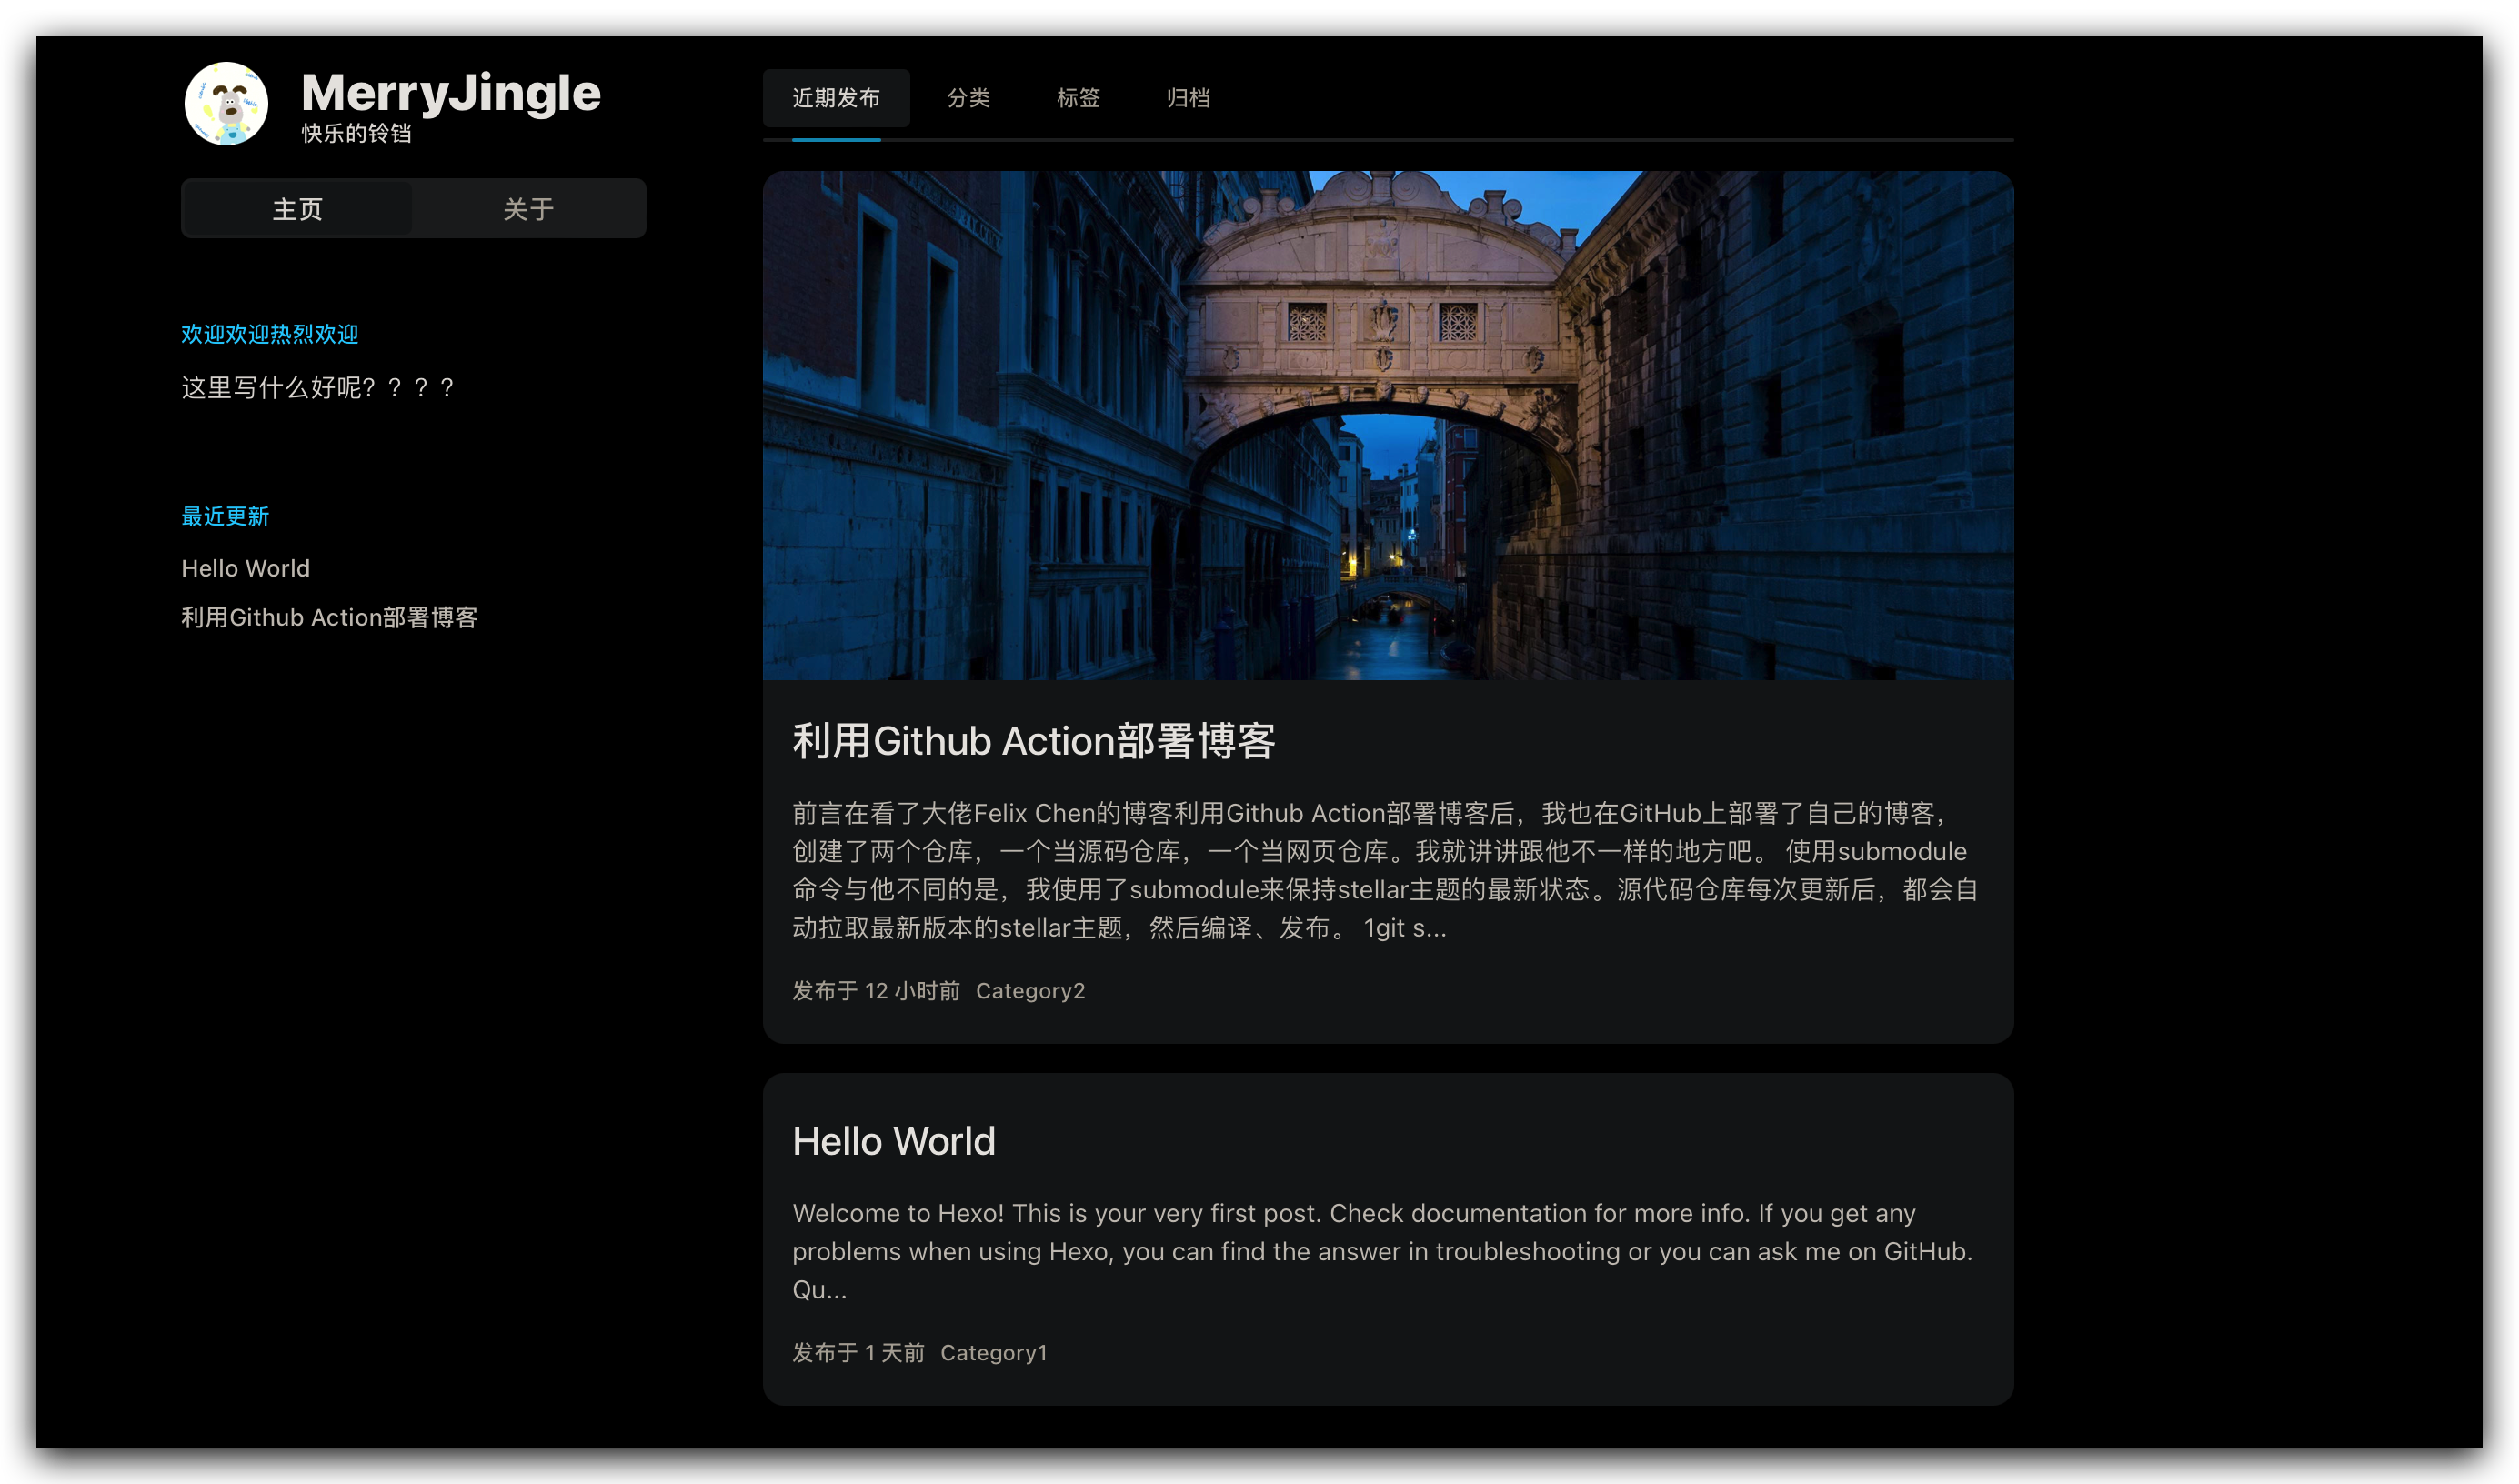 MerryJingle
快乐的铃铛
主页
关于
欢迎欢迎热烈欢迎
这里写什么好呢？？？？
最近更新
Hello World
利用Github Action部署博客
近期发布
分类
标签
归档
利用Github Action部署博客
前言在看了大佬Felix Chen的博客利用Github Action部署博客后，我也在GitHub上部署了自己的博客，
创建了两个仓库，一个当源码仓库，一个当网页仓库。我就讲讲跟他不一样的地方吧。 使用submodule
命令与他不同的是，我使用了submodule来保持stellar主题的最新状态。源代码仓库每次更新后，都会自
动拉取最新版本的stellar主题，然后编译、发布。 1git s...
发布于 12 小时前 Category2
Hello World
Welcome to Hexo! This is your very first post. Check documentation for more info. If you get any
problems when using Hexo, you can find the answer in troubleshooting or you can ask me on GitHub.
Qu...
发布于 1 天前 Category1